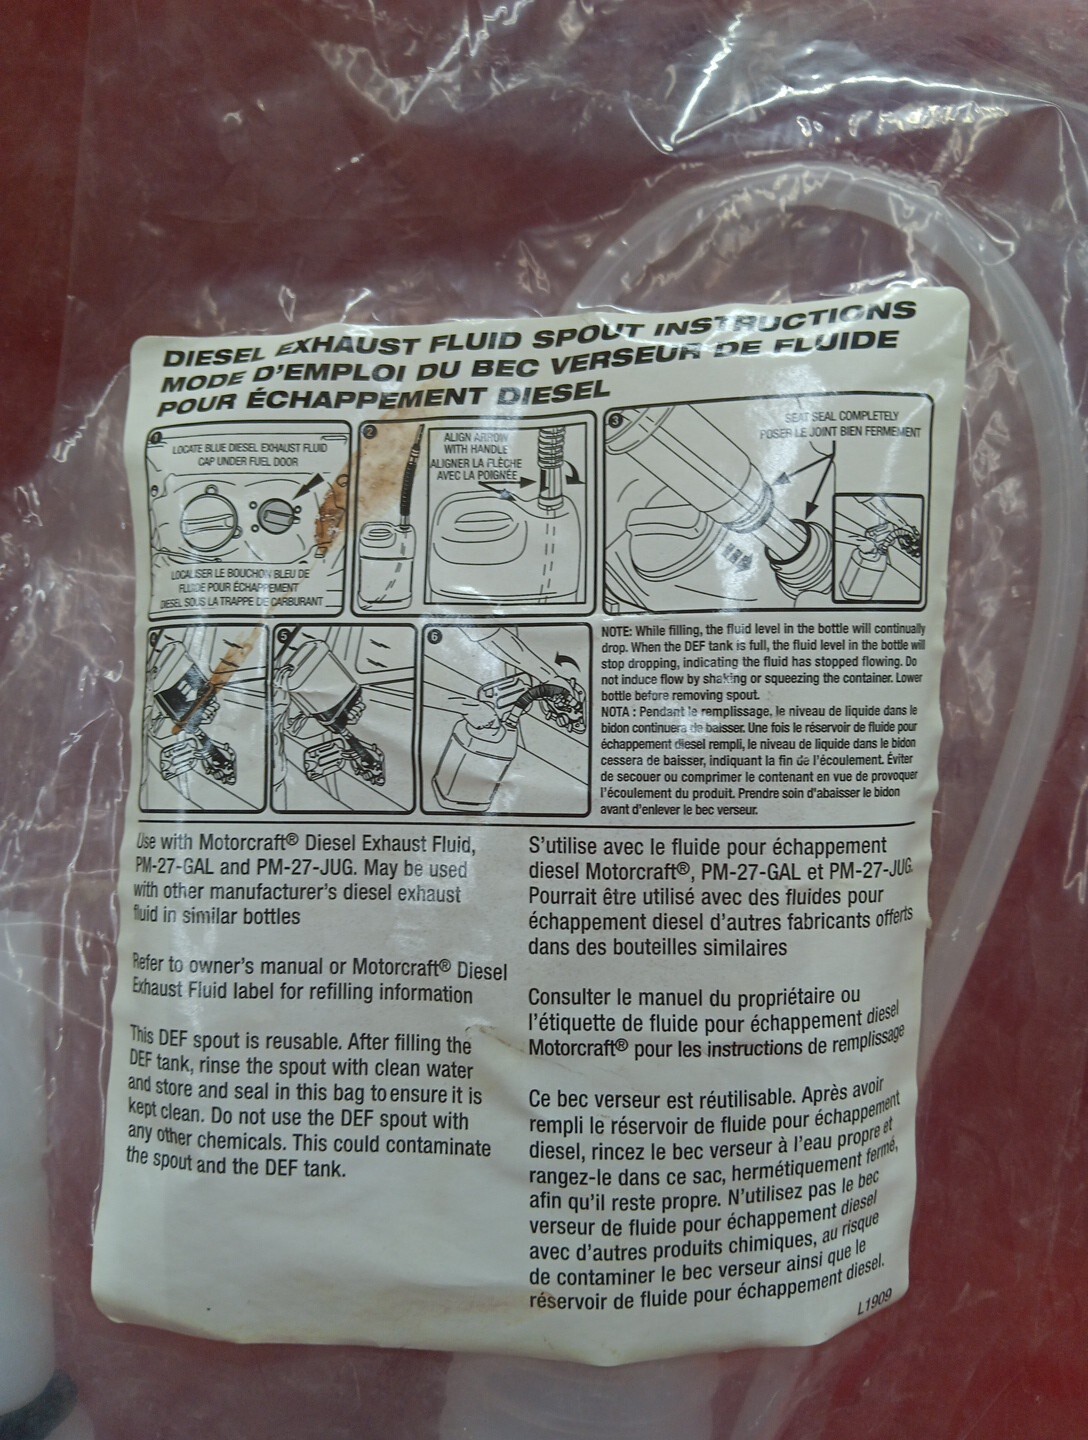 DIESEL EXHAUST FLUID SPOUT INSTRUCTIONS
MODE D'EMPLOI DU BEC VERSEUR DE FLUIDE
POUR ÉCHAPPEMENT DIESEL
1
LOCATE BLUE DIESEL EXHAUST FLUID
CAP UNDER FUEL DOOR
LOCALISER LE BOUCHON BLEU DE
FLUIDE POUR ÉCHAPPEMENT
DIESEL SOUS LA TRAPPE DE CARBURANT
2
ALIGN ARROW
WITH HANDLE
ALIGNER LA FLÈCHE
AVEC LA POIGNÉE
3
SEAT SEAL COMPLETELY
POSER LE JOINT BIEN FERMEMENT
4
5
6
NOTE: While filling, the fluid level in the bottle will continually
drop. When the DEF tank is full, the fluid level in the bottle will
stop dropping, indicating the fluid has stopped flowing. Do
not induce flow by shaking or squeezing the container. Lower
bottle before removing spout.
NOTA : Pendant le remplissage, le niveau de liquide dans le
bidon continuera de baisser. Une fois le réservoir de fluide pour
échappement diesel rempli, le niveau de liquide dans le bidon
cessera de baisser, indiquant la fin de l'écoulement. Éviter
de secouer ou comprimer le contenant en vue de provoquer
l'écoulement du produit. Prendre soin d'abaisser le bidon
avant d'enlever le bec verseur.
Use with Motorcraft® Diesel Exhaust Fluid,
PM-27-GAL and PM-27-JUG. May be used
with other manufacturer's diesel exhaust
fluid in similar bottles
Refer to owner's manual or Motorcraft® Diesel
Exhaust Fluid label for refilling information
This DEF spout is reusable. After filling the
DEF tank, rinse the spout with clean water
and store and seal in this bag to ensure it is
kept clean. Do not use the DEF spout with
any other chemicals. This could contaminate
the spout and the DEF tank.
S'utilise avec le fluide pour échappement
diesel Motorcraft®, PM-27-GAL et PM-27-JUG.
Pourrait être utilisé avec des fluides pour
échappement diesel d'autres fabricants offerts
dans des bouteilles similaires
Consulter le manuel du propriétaire ou
l'étiquette de fluide pour échappement diesel
Motorcraft® pour les instructions de remplissage
Ce bec verseur est réutilisable. Après avoir
rempli le réservoir de fluide pour échappement
diesel, rincez le bec verseur à l'eau propre et
rangez-le dans ce sac, hermétiquement fermé,
afin qu'il reste propre. N'utilisez pas le bec
verseur de fluide pour échappement diesel
avec d'autres produits chimiques, au risque
de contaminer le bec verseur ainsi que le
réservoir de fluide pour échappement diesel.
L1909